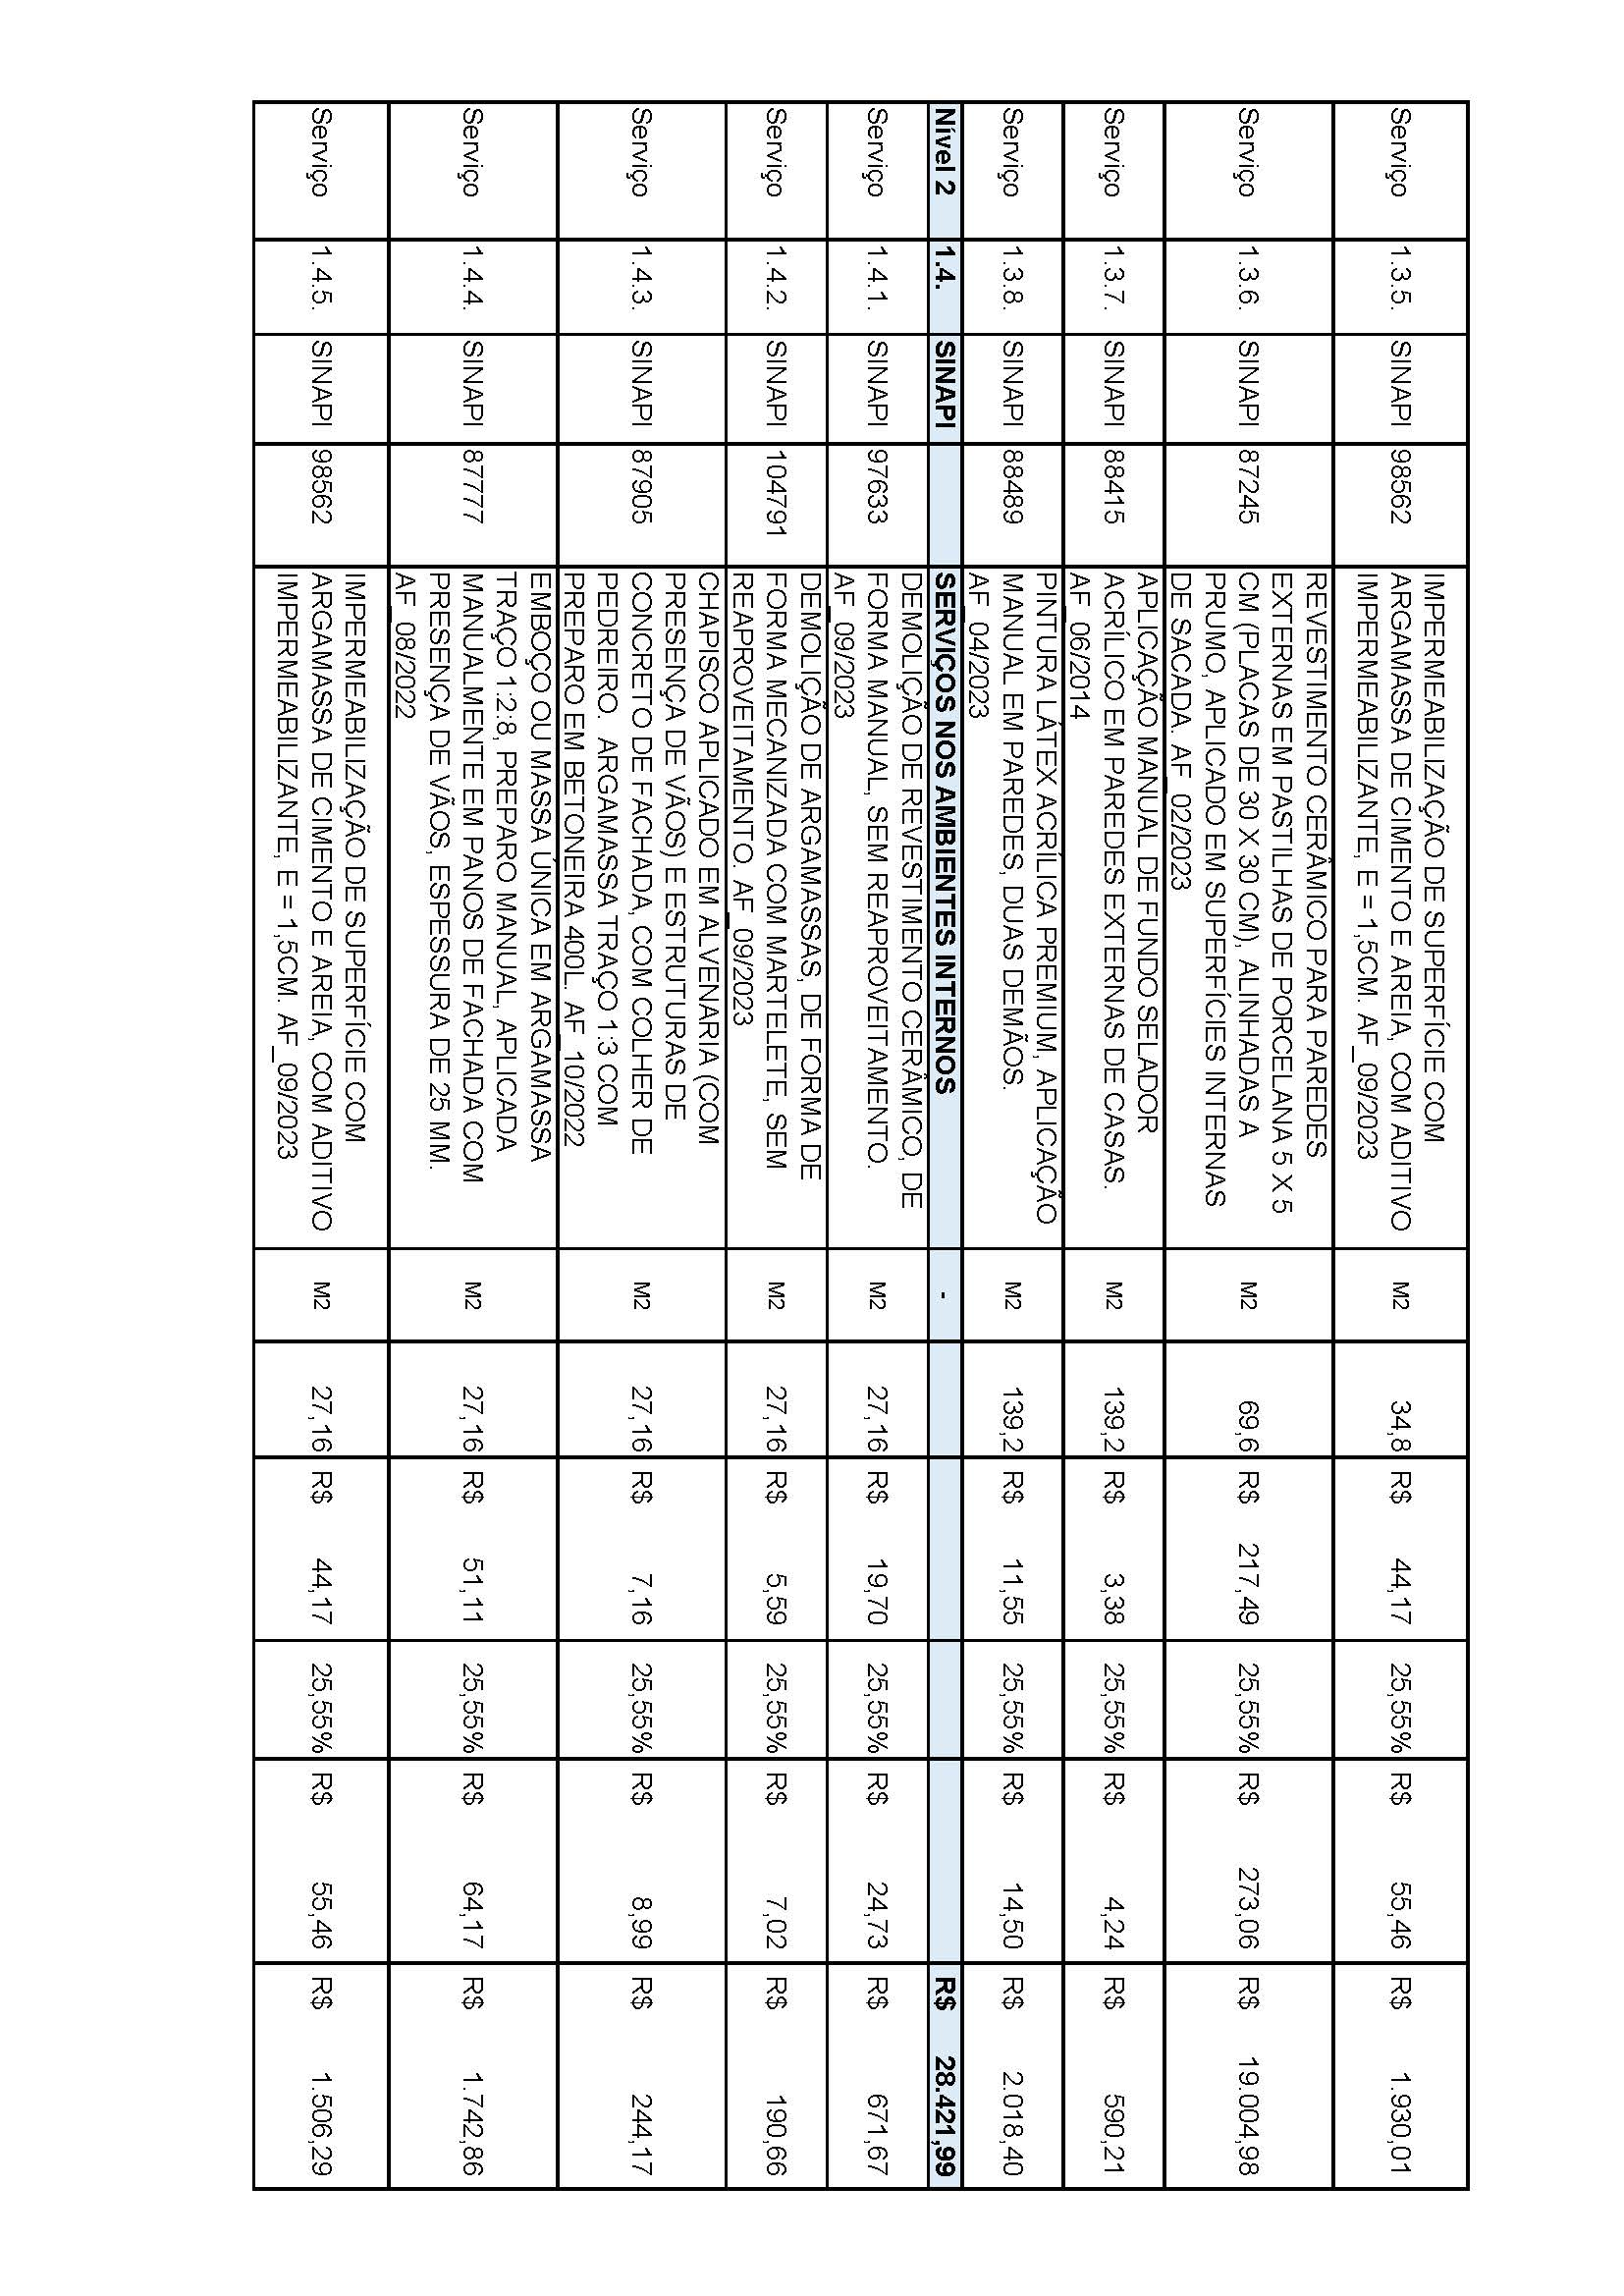 Serviço 1.3.5. SINAPI 98562 IMPERMEABILIZAÇÃO DE SUPERFÍCIE COM
ARGAMASSA DE CIMENTO E AREIA, COM ADITIVO
IMPERMEABILIZANTE, E = 1,5CM. AF_09/2023 M2 34,8 R$ 44,17 25,55% R$ 55,46 R$ 1.930,01
Serviço 1.3.6. SINAPI 87245 REVESTIMENTO CERÂMICO PARA PAREDES
EXTERNAS EM PASTILHAS DE PORCELANA 5 X 5
CM (PLACAS DE 30 X 30 CM), ALINHADAS A
PRUMO, APLICADO EM SUPERFÍCIES INTERNAS
DE SACADA. AF_02/2023 M2 69,6 R$ 217,49 25,55% R$ 273,06 R$ 19.004,98
Serviço 1.3.7. SINAPI 88415 APLICAÇÃO MANUAL DE FUNDO SELADOR
ACRÍLICO EM PAREDES EXTERNAS DE CASAS.
AF_06/2014 M2 139,2 R$ 3,38 25,55% R$ 4,24 R$ 590,21
Serviço 1.3.8. SINAPI 88489 PINTURA LÁTEX ACRÍLICA PREMIUM, APLICAÇÃO
MANUAL EM PAREDES, DUAS DEMÃOS.
AF_04/2023 M2 139,2 R$ 11,55 25,55% R$ 14,50 R$ 2.018,40
Nível 2 1.4. SINAPI SERVIÇOS NOS AMBIENTES INTERNOS - R$ 28.421,99
Serviço 1.4.1. SINAPI 97633 DEMOLIÇÃO DE REVESTIMENTO CERÂMICO, DE
FORMA MANUAL, SEM REAPROVEITAMENTO.
AF_09/2023 M2 27,16 R$ 19,70 25,55% R$ 24,73 R$ 671,67
Serviço 1.4.2. SINAPI 104791 DEMOLIÇÃO DE ARGAMASSAS, DE FORMA DE
FORMA MECANIZADA COM MARTELETE, SEM
REAPROVEITAMENTO. AF_09/2023 M2 27,16 R$ 5,59 25,55% R$ 7,02 R$ 190,66
Serviço 1.4.3. SINAPI 87905 CHAPISCO APLICADO EM ALVENARIA (COM
PRESENÇA DE VÃOS) E ESTRUTURAS DE
CONCRETO DE FACHADA, COM COLHER DE
PEDREIRO. ARGAMASSA TRAÇO 1:3 COM
PREPARO EM BETONEIRA 400L. AF_10/2022 M2 27,16 R$ 7,16 25,55% R$ 8,99 R$ 244,17
Serviço 1.4.4. SINAPI 87777 EMBOÇO OU MASSA ÚNICA EM ARGAMASSA
TRAÇO 1:2:8, PREPARO MANUAL, APLICADA
MANUALMENTE EM PANOS DE FACHADA COM
PRESENÇA DE VÃOS, ESPESSURA DE 25 MM.
AF_08/2022 M2 27,16 R$ 51,11 25,55% R$ 64,17 R$ 1.742,86
Serviço 1.4.5. SINAPI 98562 IMPERMEABILIZAÇÃO DE SUPERFÍCIE COM
ARGAMASSA DE CIMENTO E AREIA, COM ADITIVO
IMPERMEABILIZANTE, E = 1,5CM. AF_09/2023 M2 27,16 R$ 44,17 25,55% R$ 55,46 R$ 1.506,29